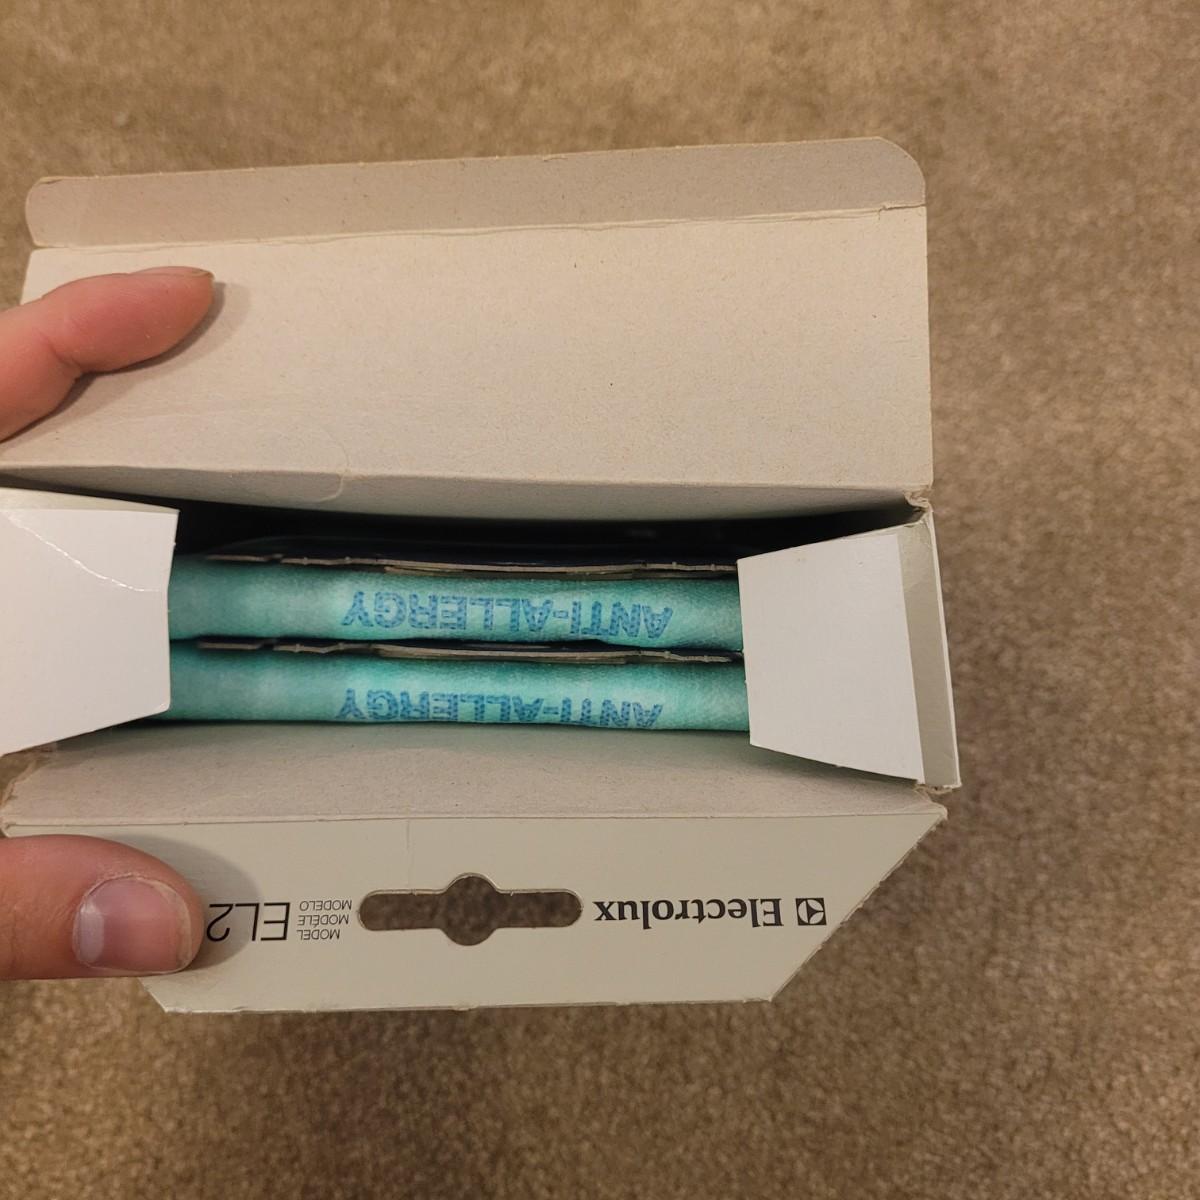 Electrolux
MODEL
MODÈLE
MODELO
EL2
ANTI-ALLERGY
ANTI-ALLERGY